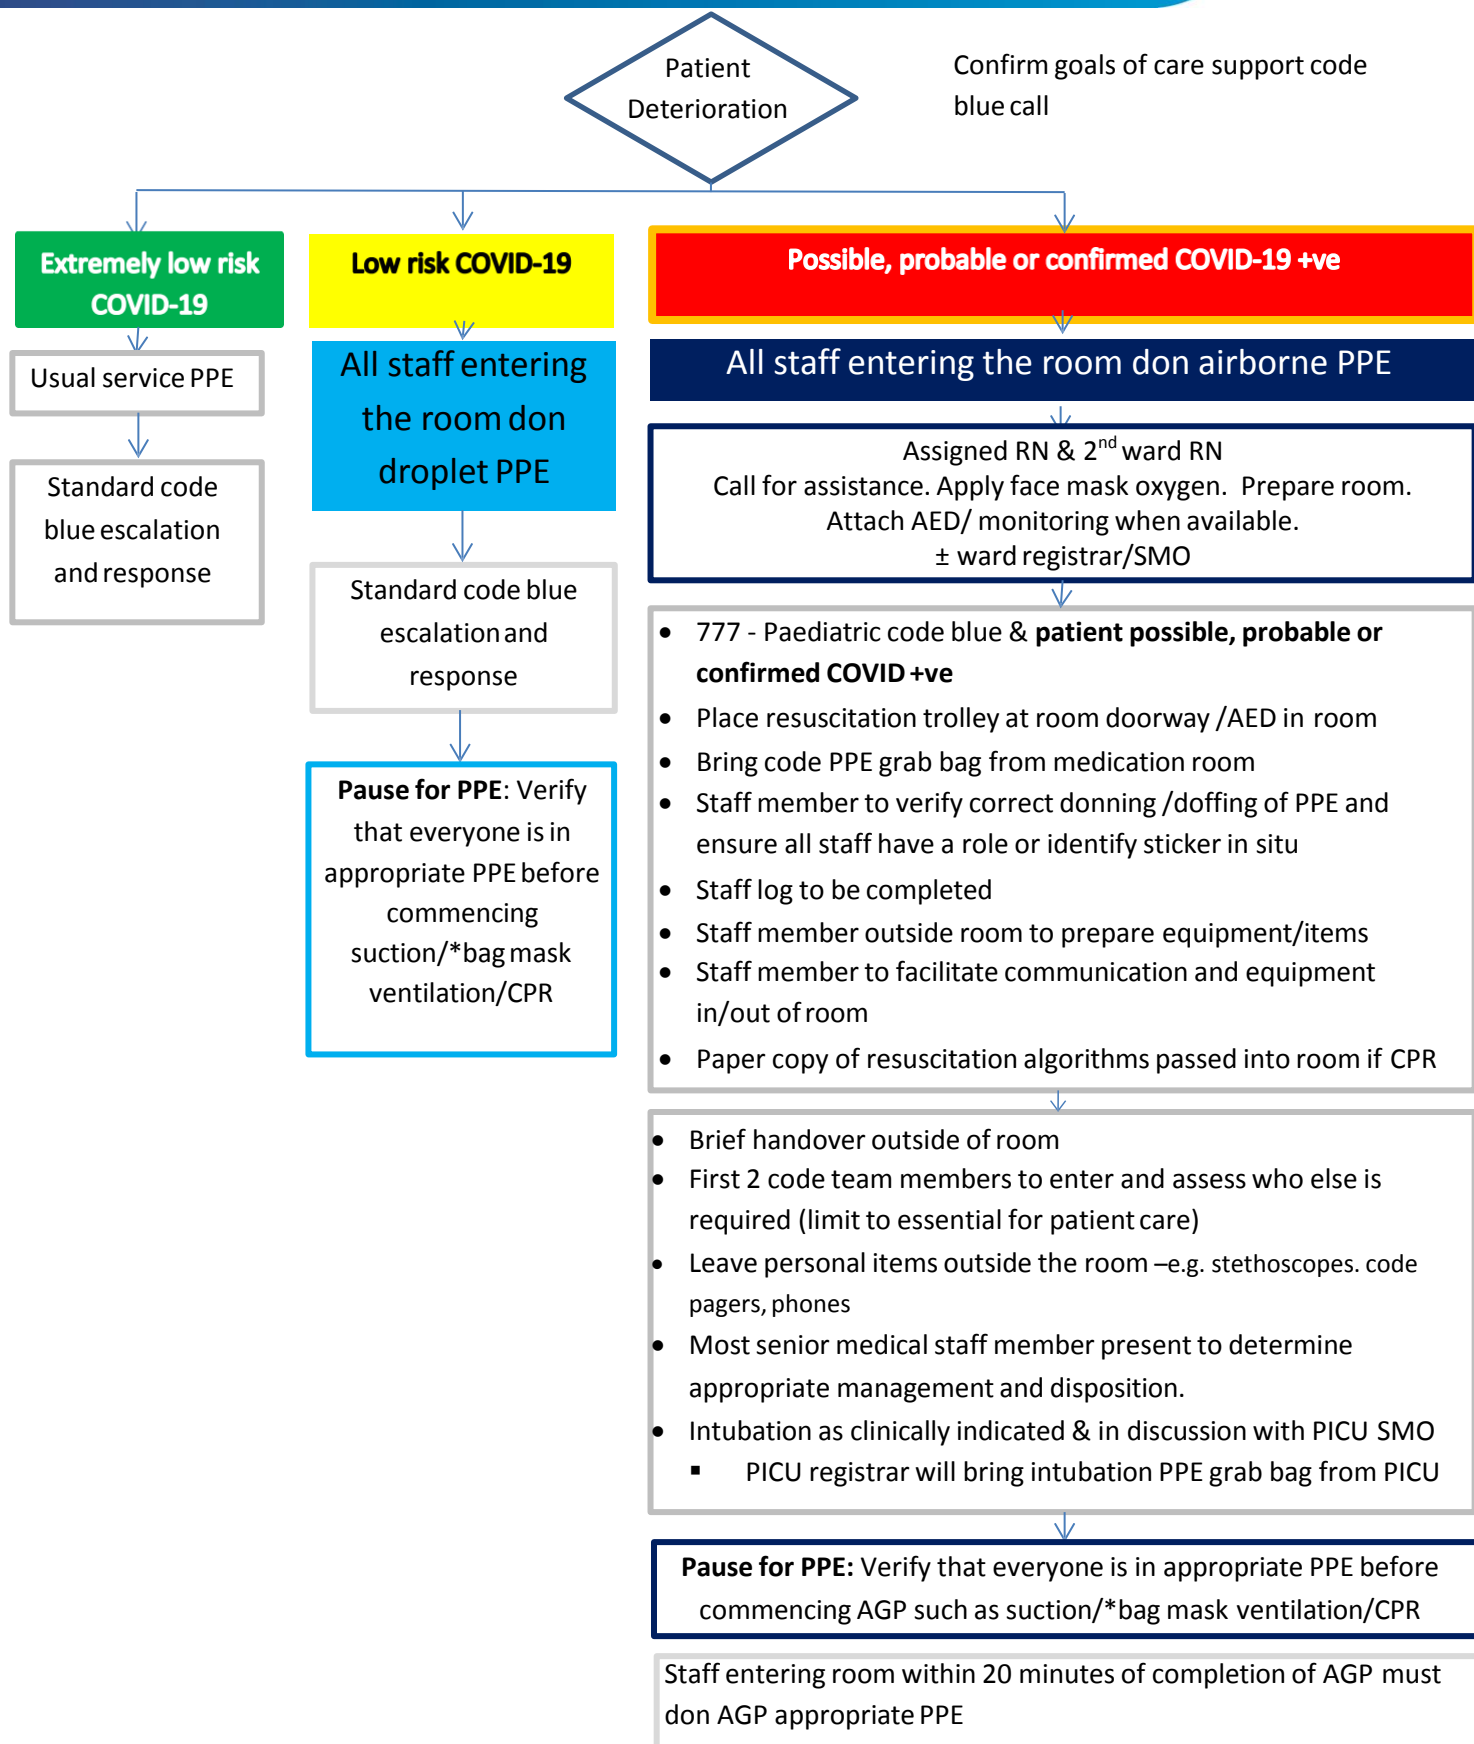 Patient
Deterioration
Confirm goals of care support code
blue call
Extremely low risk
COVID-19
Usual service PPE
Standard code
blue escalation
and response
Low risk COVID-19
All staff entering
the room don
droplet PPE
Standard code blue
escalation and
response
Pause for PPE: Verify
that everyone is in
appropriate PPE before
commencing
suction/*bag mask
ventilation/CPR
Possible, probable or confirmed COVID-19 +ve
All staff entering the room don airborne PPE
Assigned RN & 2nd ward RN
Call for assistance. Apply face mask oxygen. Prepare room.
Attach AED/ monitoring when available.
± ward registrar/SMO
• 777 - Paediatric code blue & patient possible, probable or
confirmed COVID +ve
• Place resuscitation trolley at room doorway /AED in room
• Bring code PPE grab bag from medication room
• Staff member to verify correct donning /doffing of PPE and
ensure all staff have a role or identify sticker in situ
• Staff log to be completed
• Staff member outside room to prepare equipment/items
• Staff member to facilitate communication and equipment
in/out of room
• Paper copy of resuscitation algorithms passed into room if CPR
• Brief handover outside of room
• First 2 code team members to enter and assess who else is
required (limit to essential for patient care)
• Leave personal items outside the room –e.g. stethoscopes. code
pagers, phones
• Most senior medical staff member present to determine
appropriate management and disposition.
• Intubation as clinically indicated & in discussion with PICU SMO
▪ PICU registrar will bring intubation PPE grab bag from PICU
Pause for PPE: Verify that everyone is in appropriate PPE before
commencing AGP such as suction/*bag mask ventilation/CPR
Staff entering room within 20 minutes of completion of AGP must
don AGP appropriate PPE